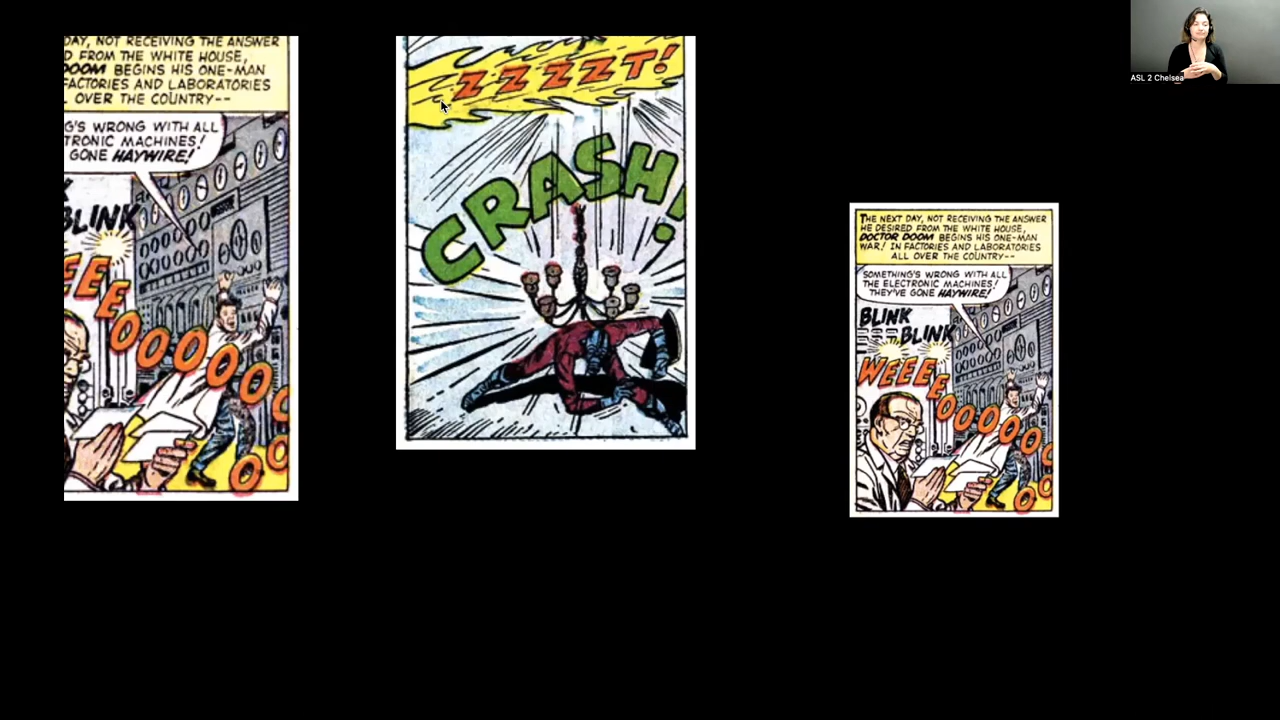 DAY, NOT RECEIVING THE ANSWER
D FROM THE WHITE HOUSE,
DOOM BEGINS HIS ONE-MAN
FACTORIES AND LABORATORIES
L OVER THE COUNTRY--
G'S WRONG WITH ALL
TRONIC MACHINES!
GONE HAYWIRE!
K
BLINK
EEEOOOOOOOO
ZZZZZT!
CRASH!
THE NEXT DAY, NOT RECEIVING THE ANSWER
HE DESIRED FROM THE WHITE HOUSE,
DOCTOR DOOM BEGINS HIS ONE-MAN
WAR! IN FACTORIES AND LABORATORIES
ALL OVER THE COUNTRY--
SOMETHING'S WRONG WITH ALL
THE ELECTRONIC MACHINES!
THEY'VE GONE HAYWIRE!
BLINK
BLINK
WEEEEOOOOOOOO
ASL 2 Chelsea